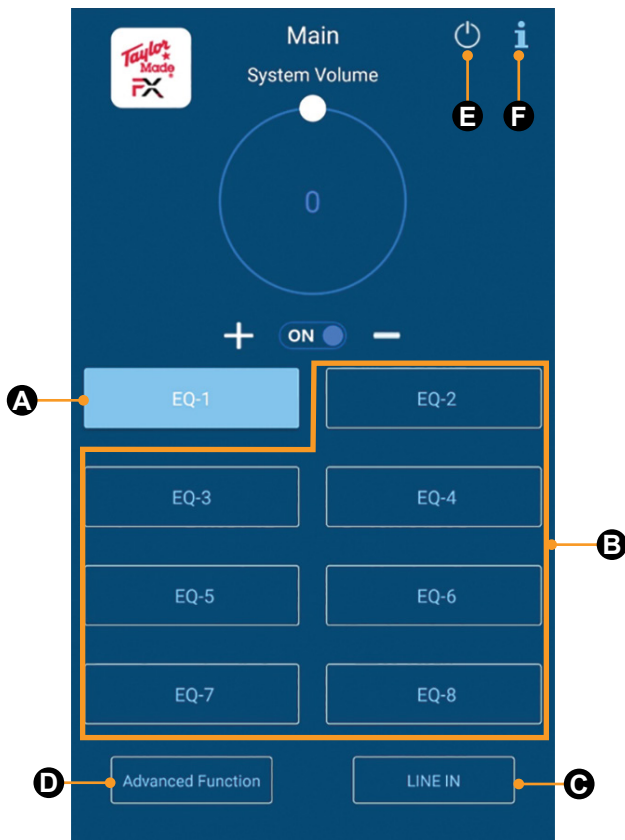 Main
Taylor
Made
FX
System Volume
E
F
0
ON
A
EQ-1
EQ-2
EQ-3
EQ-4
B
EQ-5
EQ-6
EQ-7
EQ-8
D
Advanced Function
LINE IN
C